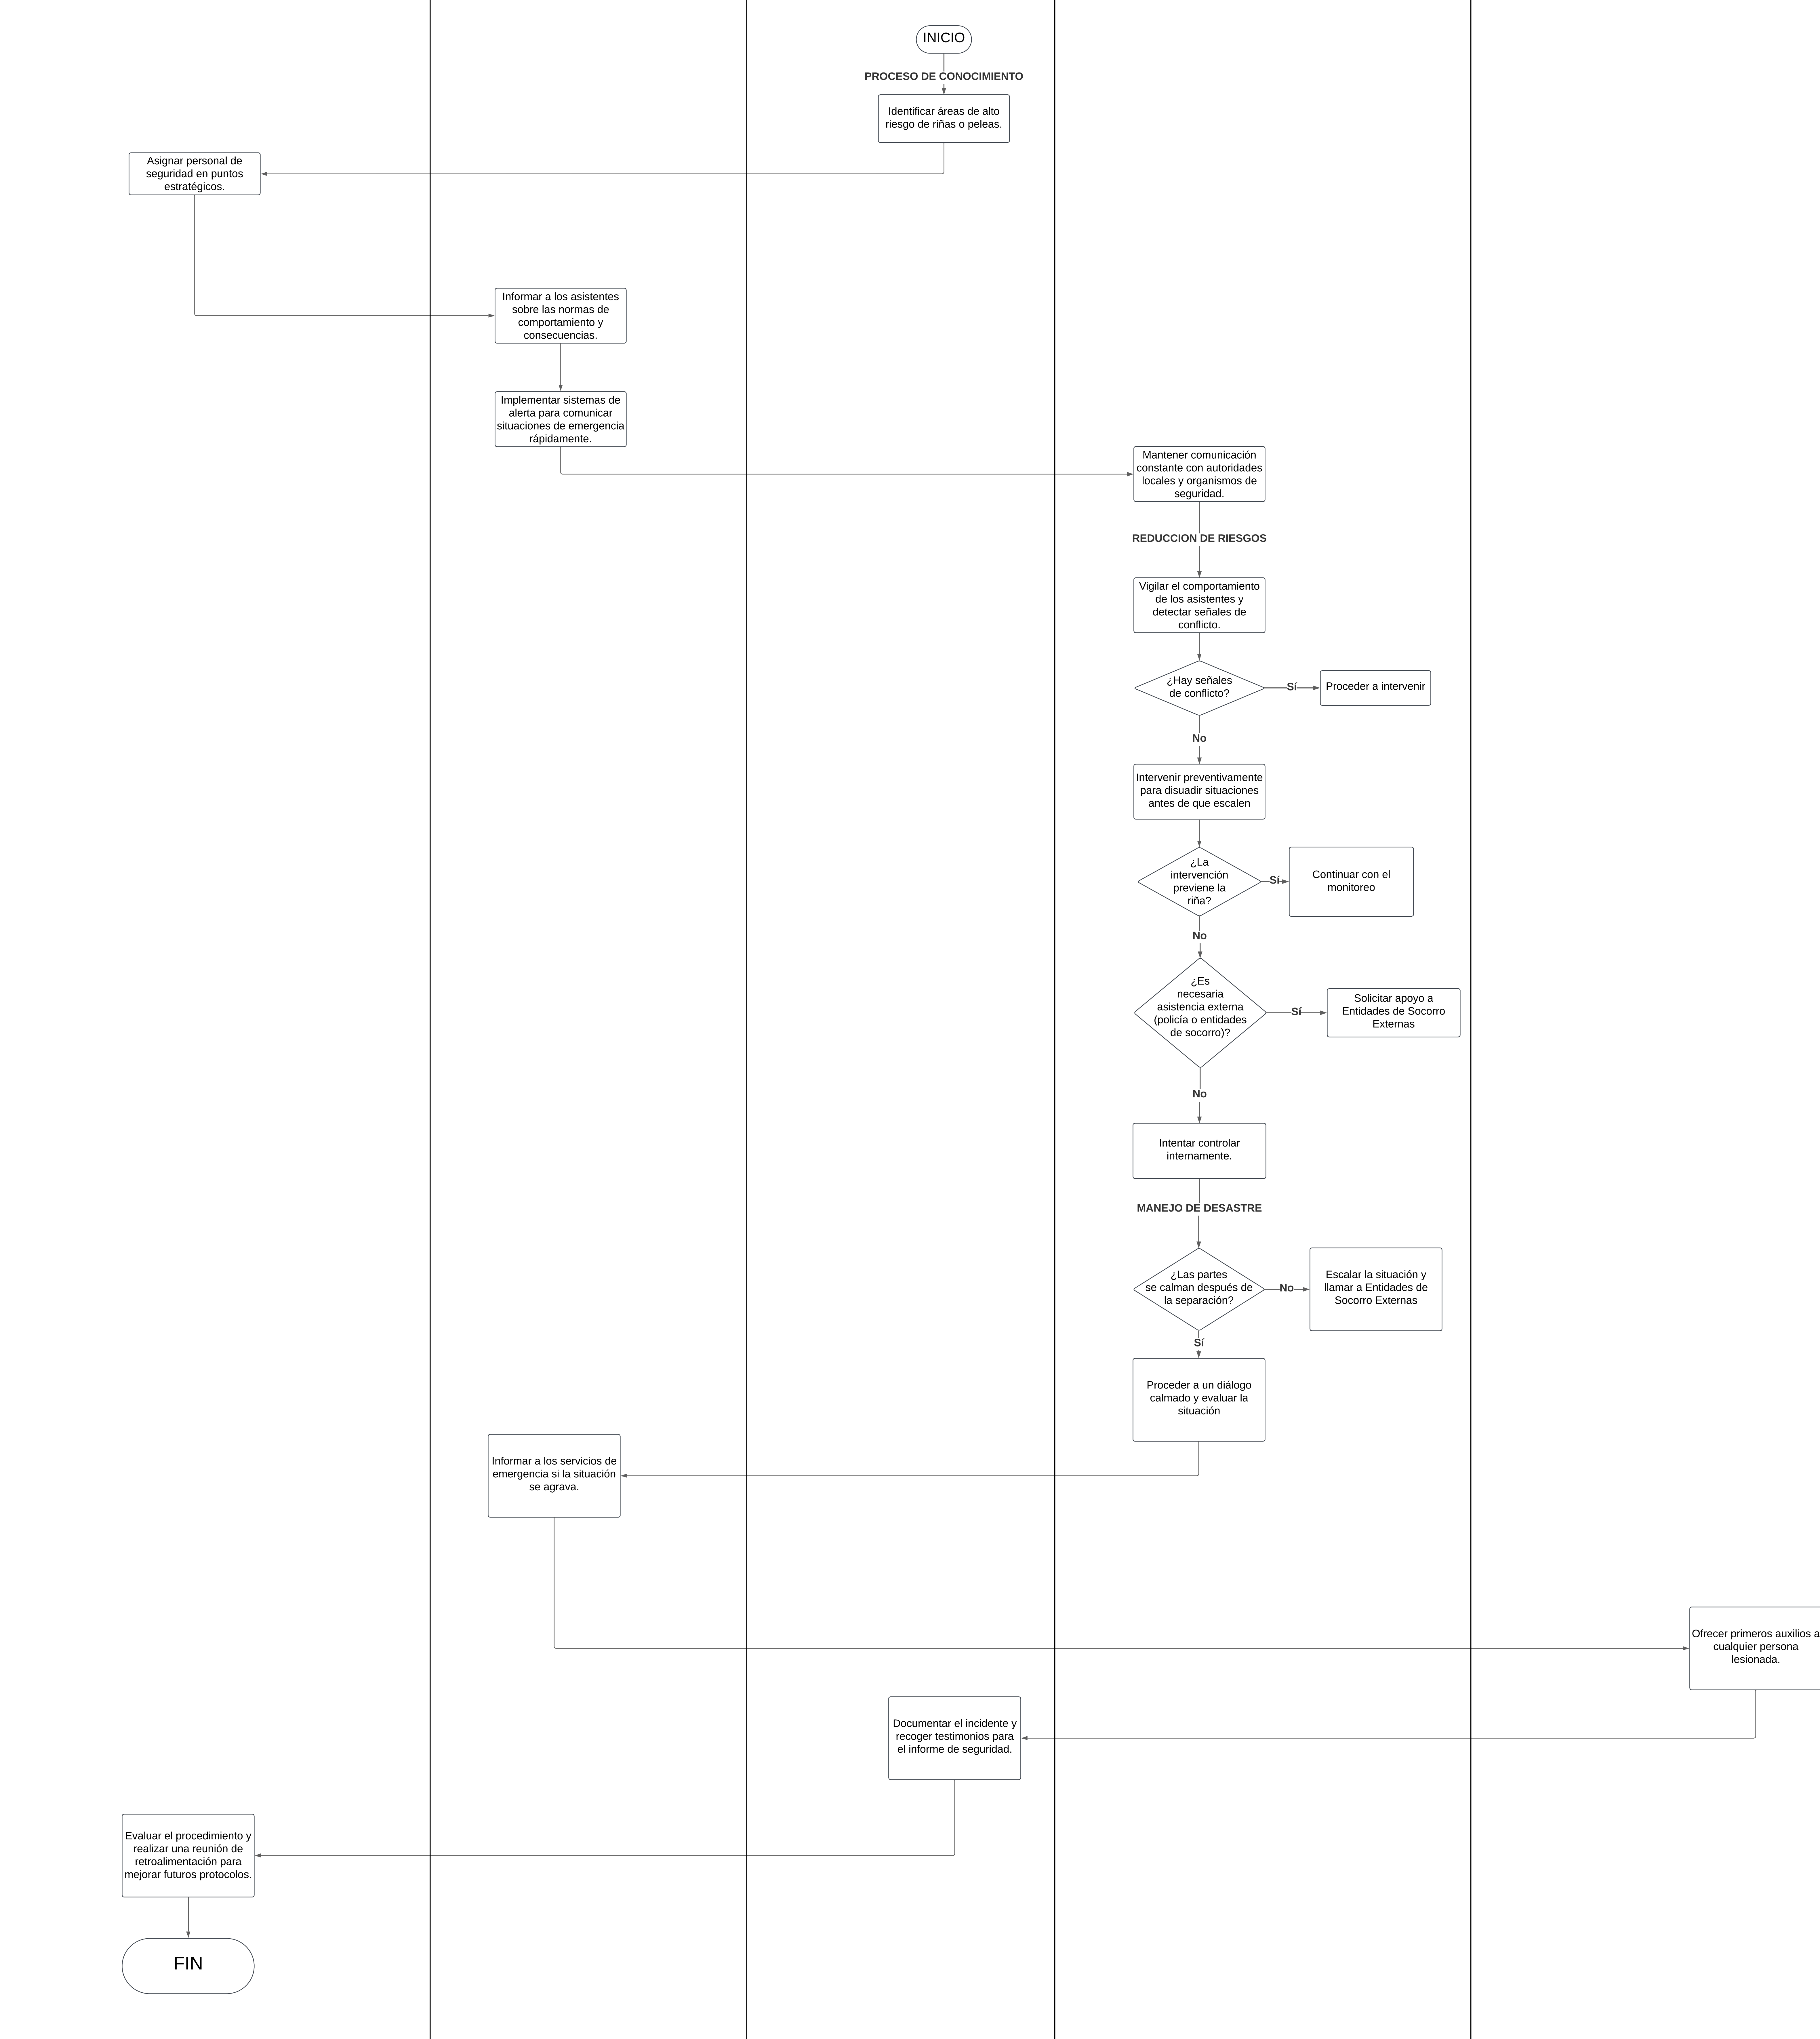 INICIO
PROCESO DE CONOCIMIENTO
Identificar áreas de alto
riesgo de riñas o peleas.
Asignar personal de
seguridad en puntos
estratégicos.
Informar a los asistentes
sobre las normas de
comportamiento y
consecuencias.
Implementar sistemas de
alerta para comunicar
situaciones de emergencia
rápidamente.
Mantener comunicación
constante con autoridades
locales y organismos de
seguridad.
REDUCCION DE RIESGOS
Vigilar el comportamiento
de los asistentes y
detectar señales de
conflicto.
¿Hay señales
de conflicto?
Sí
Proceder a intervenir
No
Intervenir preventivamente
para disuadir situaciones
antes de que escalen
¿La
intervención
previene la
riña?
Sí
Continuar con el
monitoreo
No
¿Es
necesaria
asistencia externa
(policía o entidades
de socorro)?
Sí
Solicitar apoyo a
Entidades de Socorro
Externas
No
Intentar controlar
internamente.
MANEJO DE DESASTRE
¿Las partes
se calman después de
la separación?
No
Escalar la situación y
llamar a Entidades de
Socorro Externas
Sí
Proceder a un diálogo
calmado y evaluar la
situación
Informar a los servicios de
emergencia si la situación
se agrava.
Ofrecer primeros auxilios a
cualquier persona
lesionada.
Documentar el incidente y
recoger testimonios para
el informe de seguridad.
Evaluar el procedimiento y
realizar una reunión de
retroalimentación para
mejorar futuros protocolos.
FIN